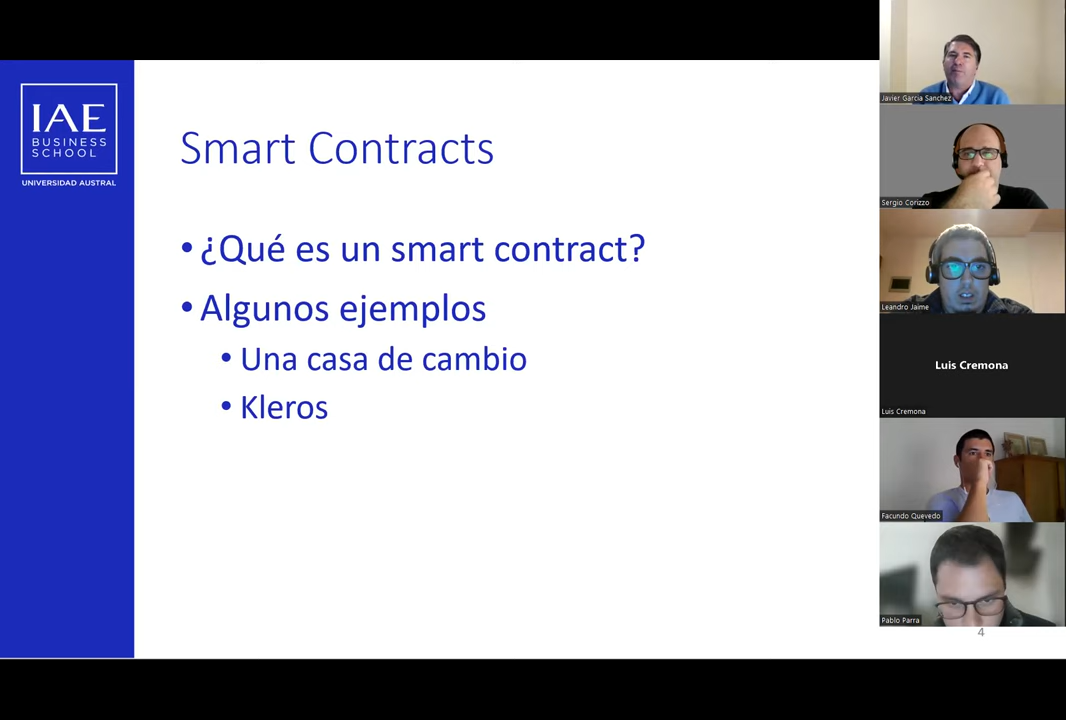 IAE
BUSINESS
SCHOOL
UNIVERSIDAD AUSTRAL
Smart Contracts
• ¿Qué es un smart contract?
• Algunos ejemplos
• Una casa de cambio
• Kleros
Javier Garcia Sanchez
Sergio Corizzo
Leandro Jaime
Luis Cremona
Luis Cremona
Facundo Quevedo
Pablo Parra
4